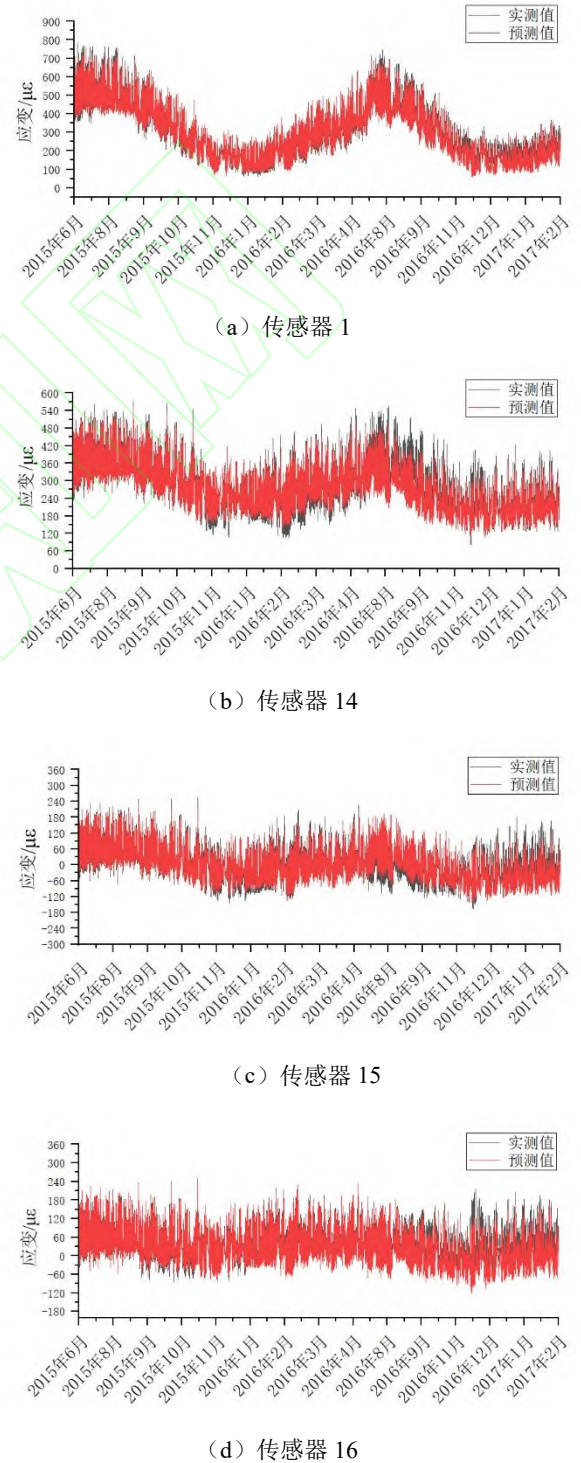 900
800
700
600
500
400
300
200
100
0
应变/με
实测值
预测值
2015年6月
2015年8月
2015年9月
2015年10月
2015年11月
2016年1月
2016年2月
2016年3月
2016年4月
2016年8月
2016年9月
2016年11月
2016年12月
2017年1月
2017年2月
（a）传感器 1
600
540
480
420
360
300
240
180
120
60
0
应变/με
实测值
预测值
2015年6月
2015年8月
2015年9月
2015年10月
2015年11月
2016年1月
2016年2月
2016年3月
2016年4月
2016年8月
2016年9月
2016年11月
2016年12月
2017年1月
2017年2月
（b）传感器 14
360
300
240
180
120
60
0
-60
-120
-180
-240
-300
应变/με
实测值
预测值
2015年6月
2015年8月
2015年9月
2015年10月
2015年11月
2016年1月
2016年2月
2016年3月
2016年4月
2016年8月
2016年9月
2016年11月
2016年12月
2017年1月
2017年2月
（c）传感器 15
360
300
240
180
120
60
0
-60
-120
-180
应变/με
实测值
预测值
2015年6月
2015年8月
2015年9月
2015年10月
2015年11月
2016年1月
2016年2月
2016年3月
2016年4月
2016年8月
2016年9月
2016年11月
2016年12月
2017年1月
2017年2月
（d）传感器 16